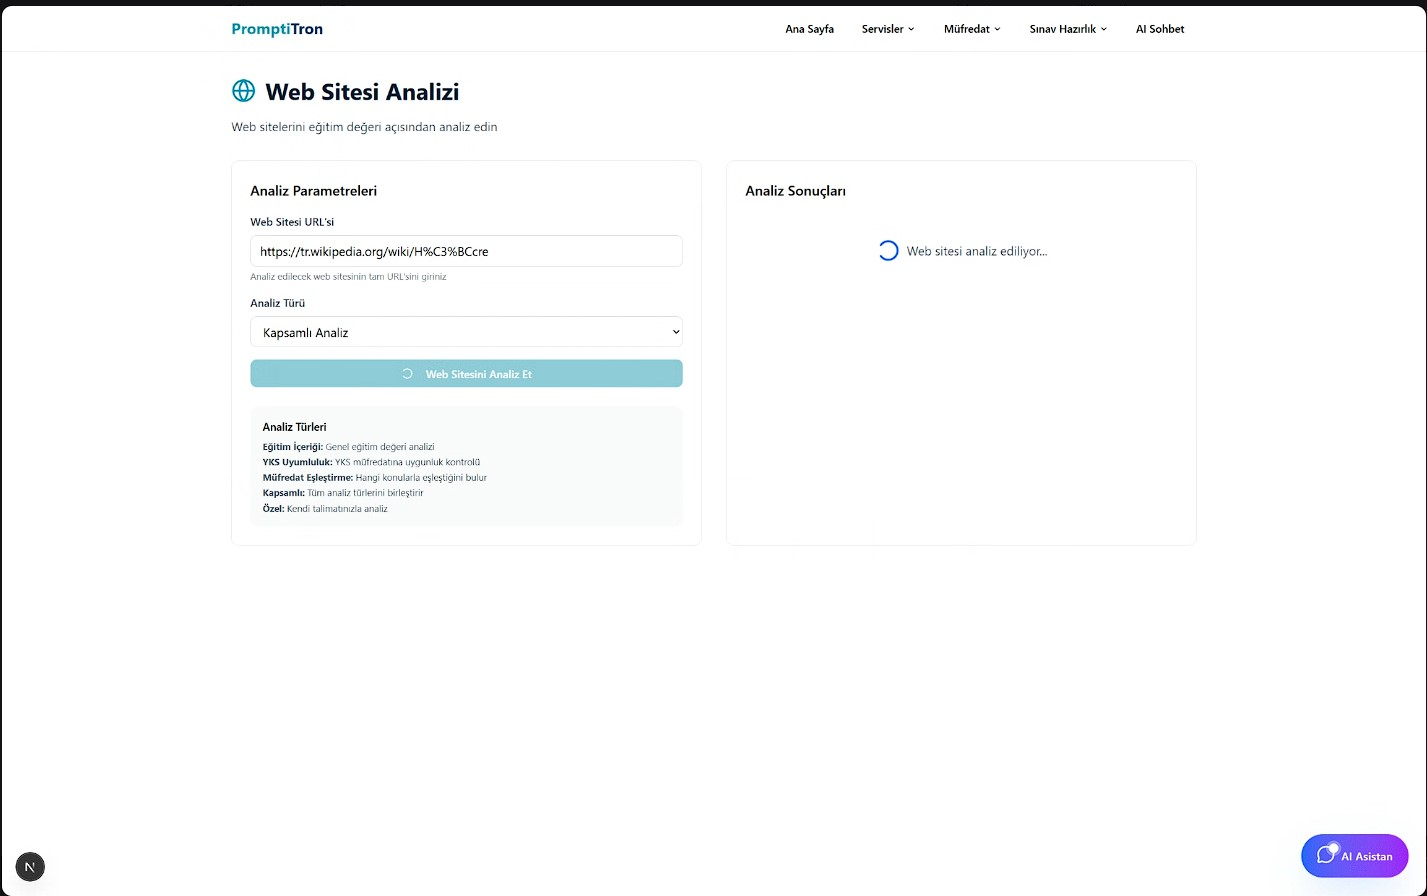 PromptiTron
Ana Sayfa
Servisler
Müfredat
Sınav Hazırlık
AI Sohbet
Web Sitesi Analizi
Web sitelerini eğitim değeri açısından analiz edin
Analiz Parametreleri
Web Sitesi URL'si
https://tr.wikipedia.org/wiki/H%C3%BCcre
Analiz edilecek web sitesinin tam URL'sini giriniz
Analiz Türü
Kapsamlı Analiz
Web Sitesini Analiz Et
Analiz Türleri
Eğitim İçeriği: Genel eğitim değeri analizi
YKS Uyumluluk: YKS müfredatına uygunluk kontrolü
Müfredat Eşleştirme: Hangi konularla eşleştiğini bulur
Kapsamlı: Tüm analiz türlerini birleştirir
Özel: Kendi talimatınızla analiz
Analiz Sonuçları
Web sitesi analiz ediliyor...
N
AI Asistan